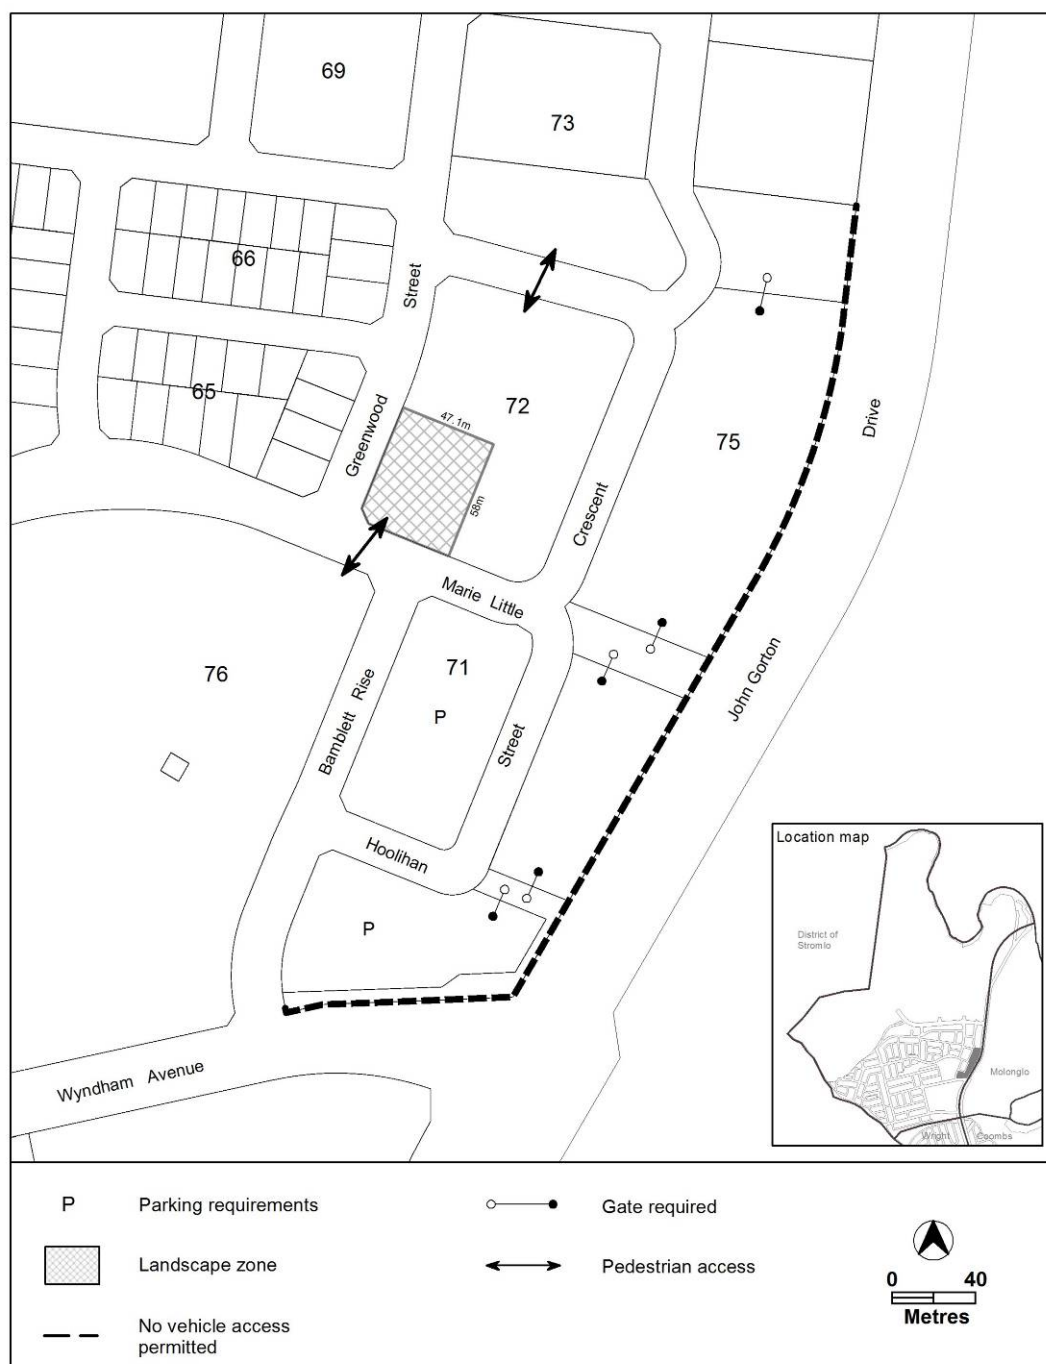 69
73
66
Street
65
72
47.1m
Greenwood
75
Drive
58m
Crescent
Marie Little
76
71
P
Bamblett Rise
Street
John Gorton
Hoolihan
P
Wyndham Avenue
Location map
District of
Stromlo
Molonglo
Wright
Coombs
P
Parking requirements
Gate required
Landscape zone
Pedestrian access
No vehicle access
permitted
0 40
Metres